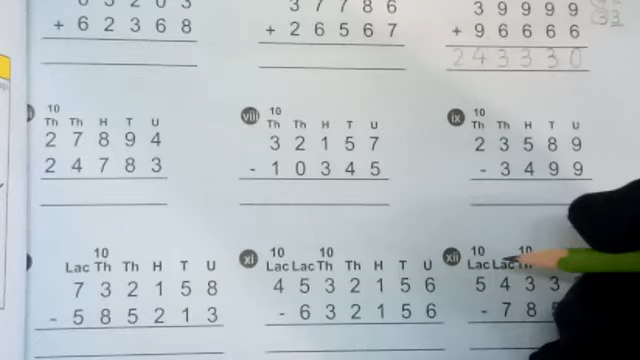 3 7 7 8 6
3 9 9 9 9
+ 6 2 3 6 8
+ 2 6 5 6 7
+ 9 6 6 6 6
2 4 3 3 3 0
10
Th Th H T U
2 7 8 9 4
2 4 7 8 3
viii
10
Th Th H T U
3 2 1 5 7
- 1 0 3 4 5
ix
10
Th Th H T U
2 3 5 8 9
- 3 4 9 9
10
Lac Th Th H T U
7 3 2 1 5 8
- 5 8 5 2 1 3
xi
10 10
Lac Lac Th Th H T U
4 5 3 2 1 5 6
- 6 3 2 1 5 6
xii
10 10
Lac Lac
5 4 3 3
- 7 8